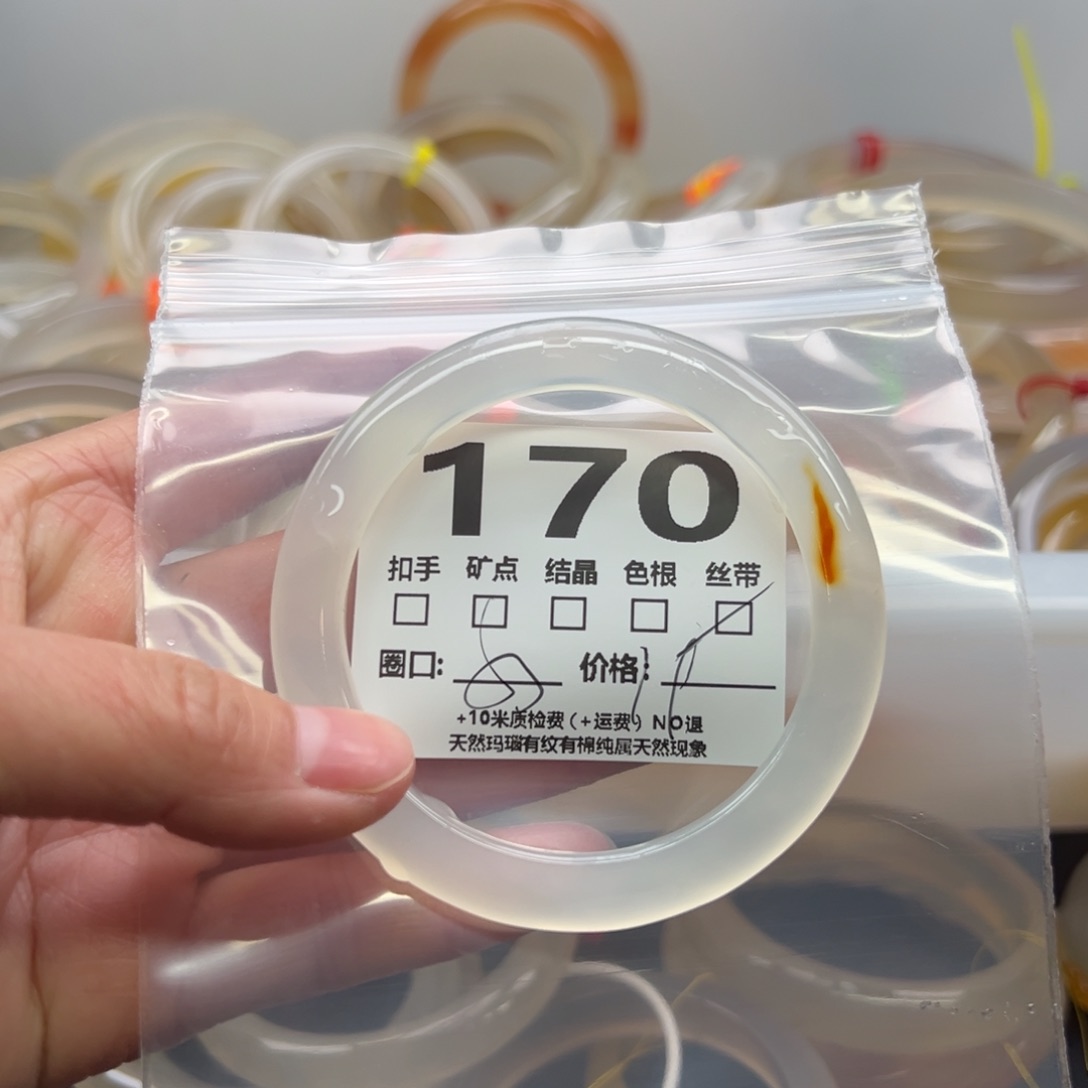 170
扣手 矿点 结晶 色根 丝带
圈口: 价格:
+10米质检费(+运费) NO退
天然玛瑙有纹有棉纯属天然现象